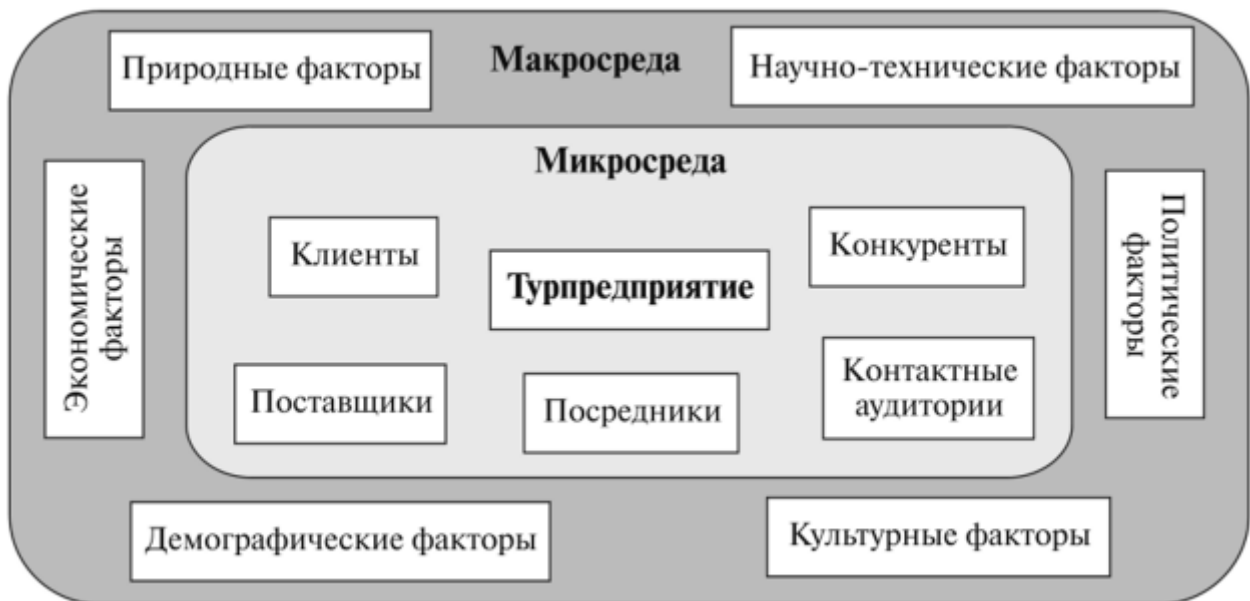 Природные факторы
Макросреда
Научно-технические факторы
Микросреда
Экономические
факторы
Клиенты
Турпредприятие
Конкуренты
Политические
факторы
Поставщики
Посредники
Контактные
аудитории
Демографические факторы
Культурные факторы